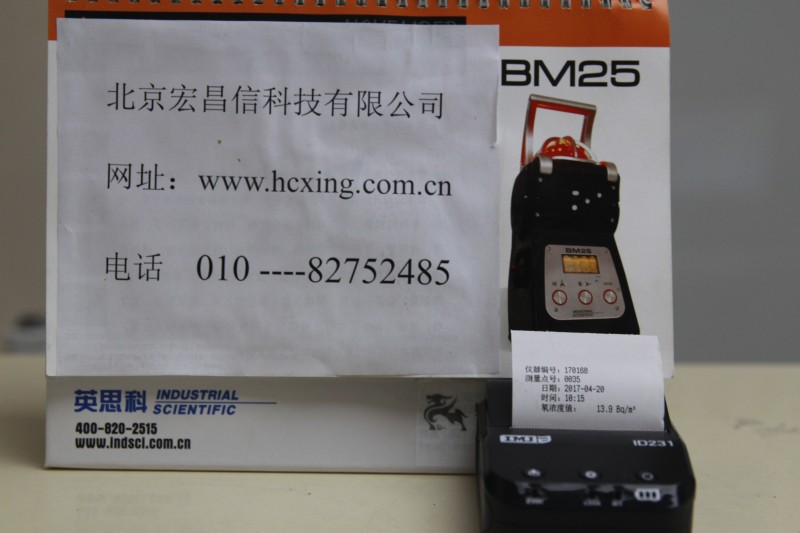 北京宏昌信科技有限公司
网址：www.hcxing.com.cn
电话 010 ----82752485
BM25
BM25
仪器编号：170168
测量点号：0035
日期：2017-04-20
时间：10:15
氡浓度值： 13.9 Bq/m³
英思科 INDUSTRIAL SCIENTIFIC
400-820-2515
www.indsci.com.cn
ID231